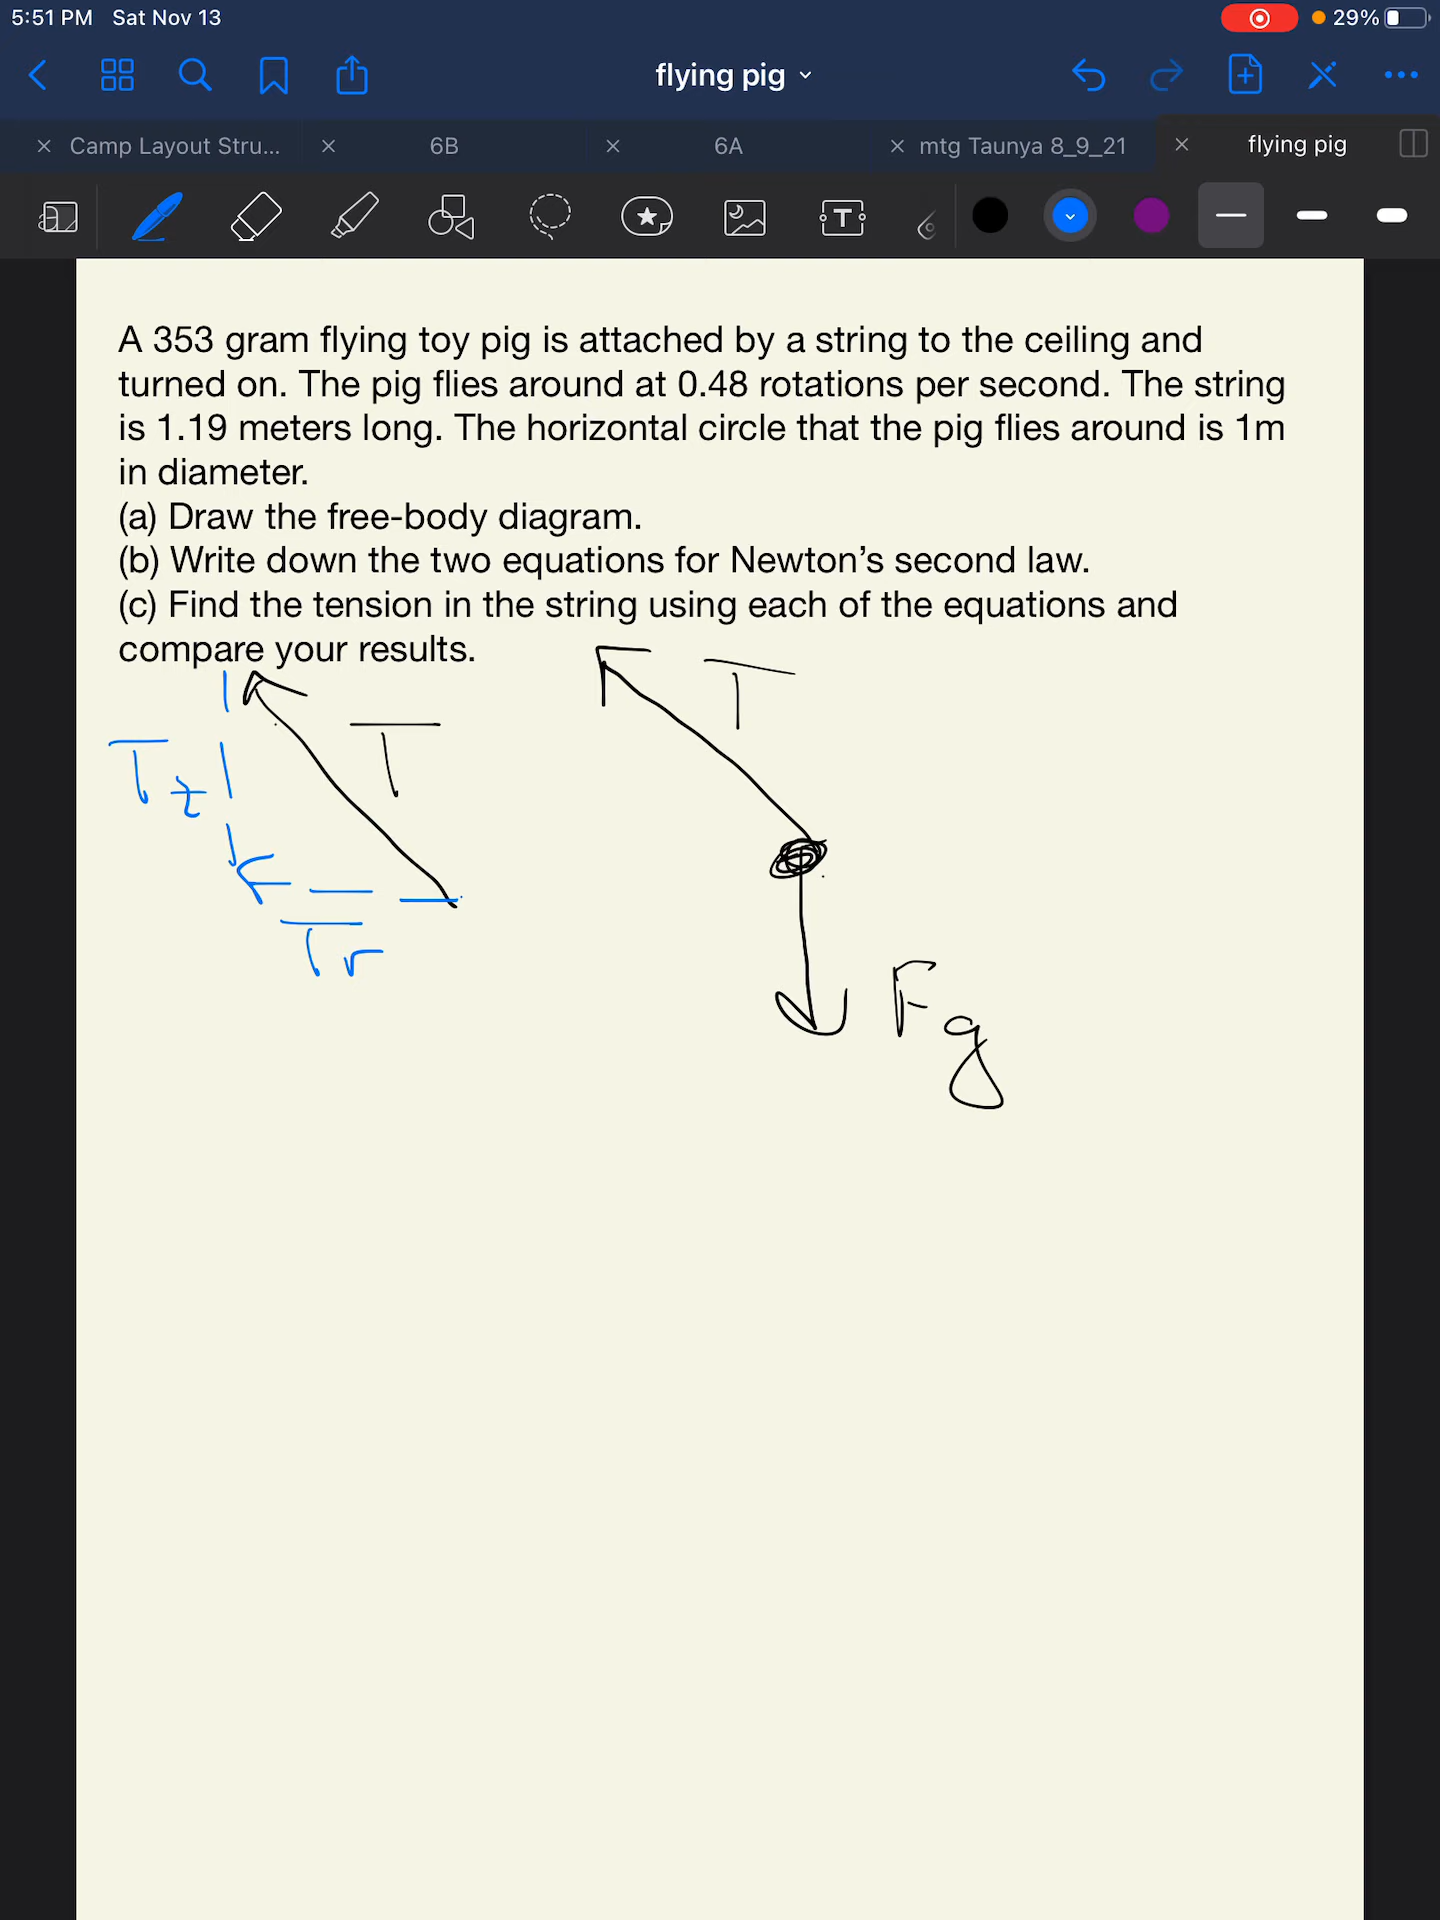 5:51 PM Sat Nov 13
29%
flying pig
Camp Layout Stru...
6B
6A
mtg Taunya 8_9_21
flying pig
A 353 gram flying toy pig is attached by a string to the ceiling and
turned on. The pig flies around at 0.48 rotations per second. The string
is 1.19 meters long. The horizontal circle that the pig flies around is 1m
in diameter.
(a) Draw the free-body diagram.
(b) Write down the two equations for Newton’s second law.
(c) Find the tension in the string using each of the equations and
compare your results.
T
T
Tz
Tr
Fg